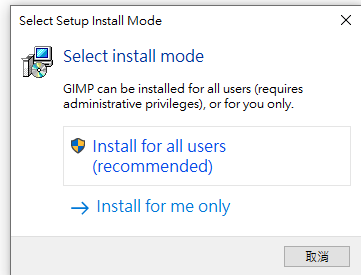 Select Setup Install Mode
Select install mode
GIMP can be installed for all users (requires
administrative privileges), or for you only.
Install for all users
(recommended)
Install for me only
取消